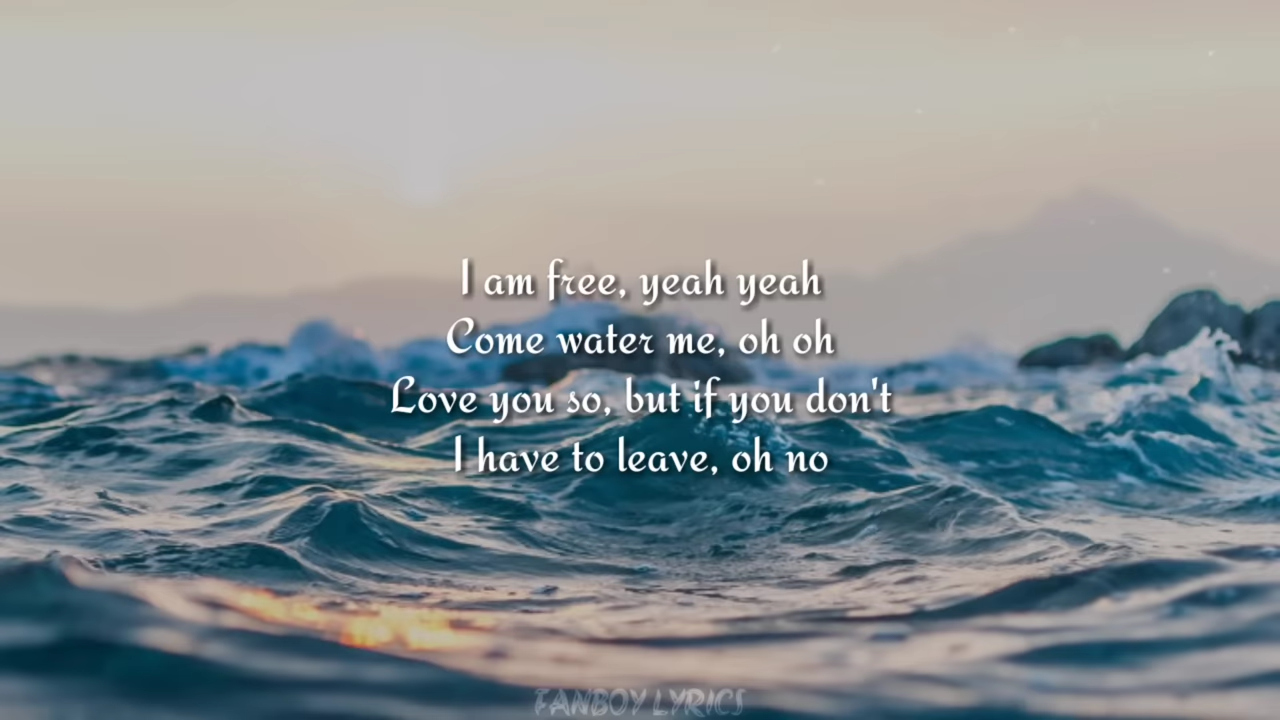 I am free, yeah yeah
Come water me, oh oh
Love you so, but if you don't
I have to leave, oh no
FANBOY LYRICS